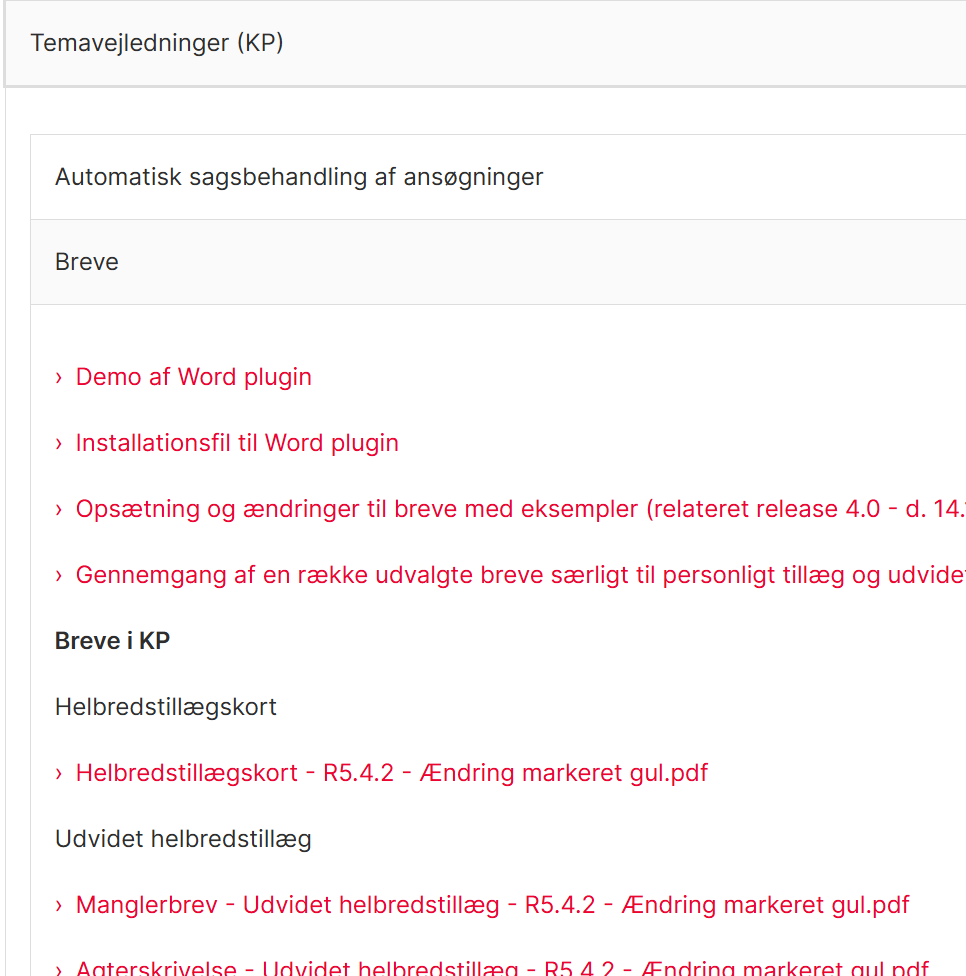 Temavejledninger (KP)
Automatisk sagsbehandling af ansøgninger
Breve
› Demo af Word plugin
› Installationsfil til Word plugin
› Opsætning og ændringer til breve med eksempler (relateret release 4.0 - d. 14.
› Gennemgang af en række udvalgte breve særligt til personligt tillæg og udvidet
Breve i KP
Helbredstillægskort
› Helbredstillægskort - R5.4.2 - Ændring markeret gul.pdf
Udvidet helbredstillæg
› Manglerbrev - Udvidet helbredstillæg - R5.4.2 - Ændring markeret gul.pdf
› Agterskrivelse - Udvidet helbredstillæg - R5.4.2 - Ændring markeret gul.pdf